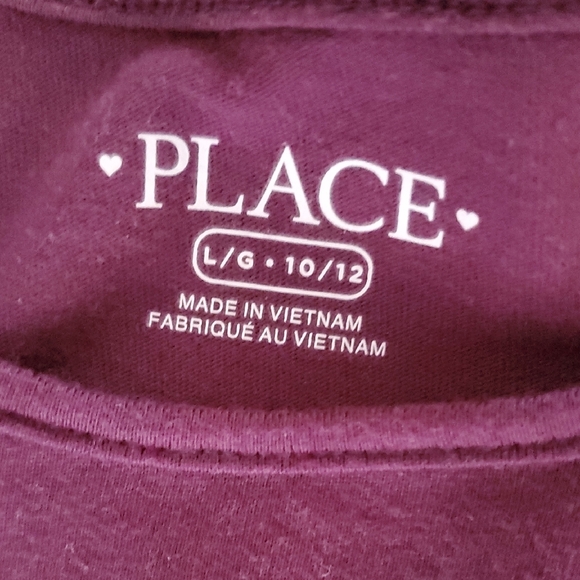 PLACE
L/G • 10/12
MADE IN VIETNAM
FABRIQUÉ AU VIETNAM